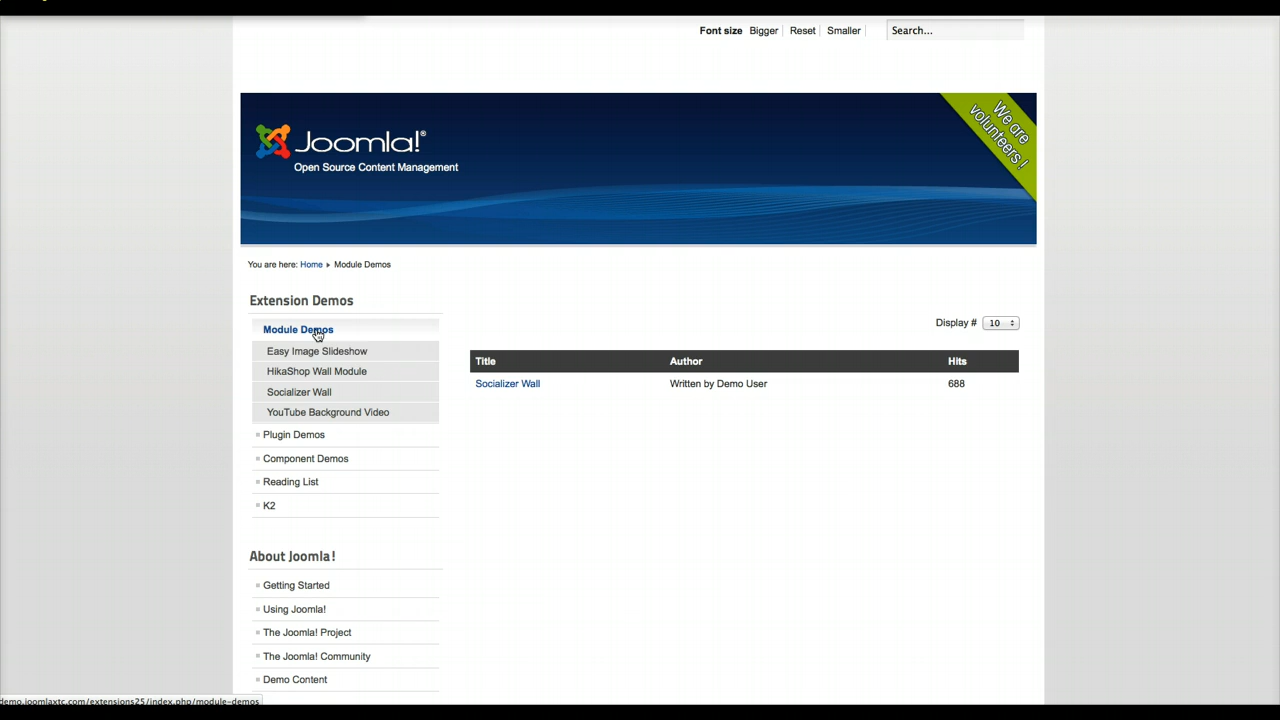 Font size Bigger Reset Smaller Search...
We are
volunteers!
Joomla!®
Open Source Content Management
You are here: Home Module Demos
Extension Demos
Module Demos
Easy Image Slideshow
HikaShop Wall Module
Socializer Wall
YouTube Background Video
Plugin Demos
Component Demos
Reading List
K2
Display # 10
Title Author Hits
Socializer Wall Written by Demo User 688
About Joomla!
Getting Started
Using Joomla!
The Joomla! Project
The Joomla! Community
Demo Content
demo.joomlaxtc.com/extensions25/index.php/module-demos